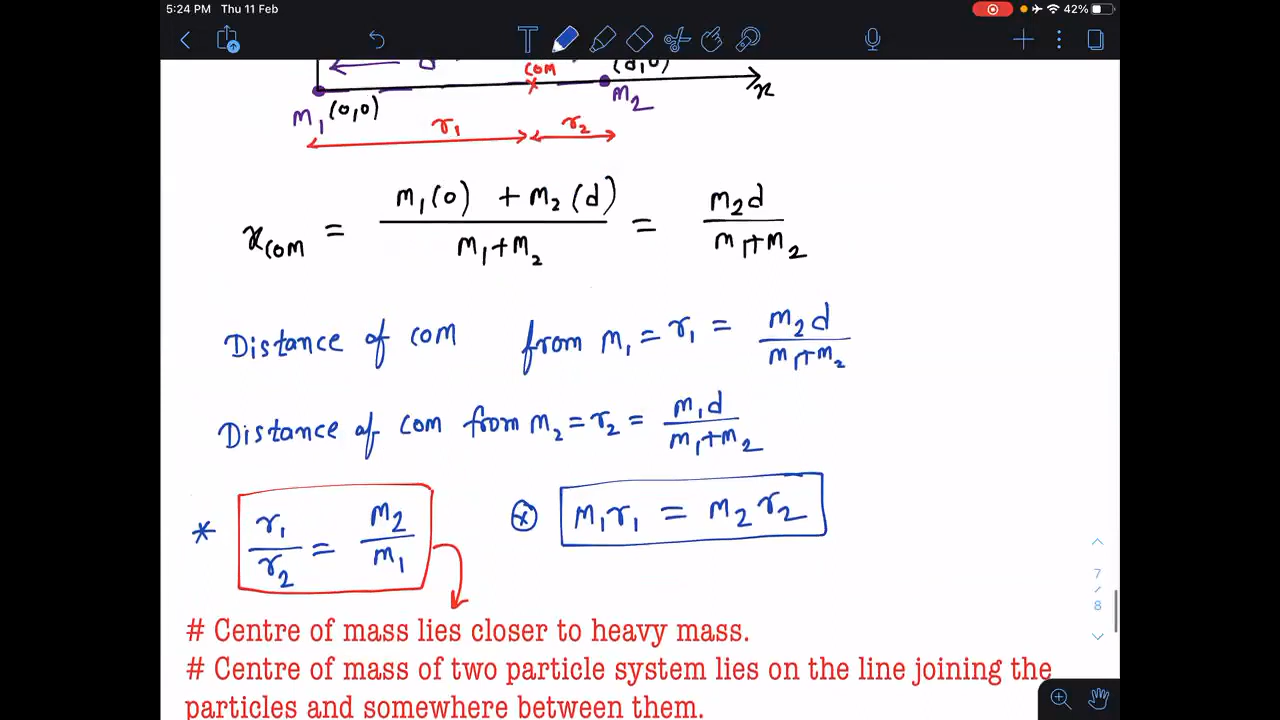 5:24 PM Thu 11 Feb 42%
T
com
m₁ (0,0) m₂ x
r₁ r₂
x_com = m₁(0) + m₂(d) / m₁+m₂ = m₂d / m₁+m₂
Distance of com from m₁ = r₁ = m₂d / m₁+m₂
Distance of com from m₂ = r₂ = m₁d / m₁+m₂
* r₁/r₂ = m₂/m₁ * m₁r₁ = m₂r₂
7/8
# Centre of mass lies closer to heavy mass.
# Centre of mass of two particle system lies on the line joining the
particles and somewhere between them.